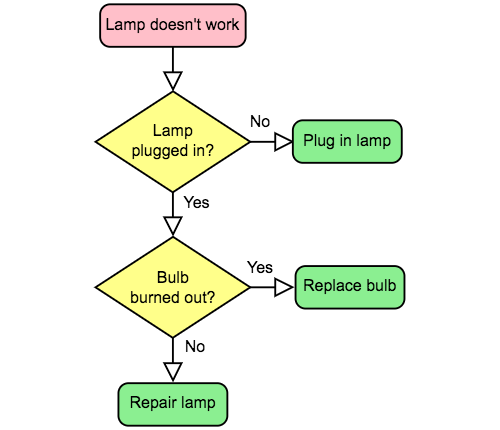 Lamp doesn't work
Lamp
plugged in?
No
Plug in lamp
Yes
Bulb
burned out?
Yes
Replace bulb
No
Repair lamp